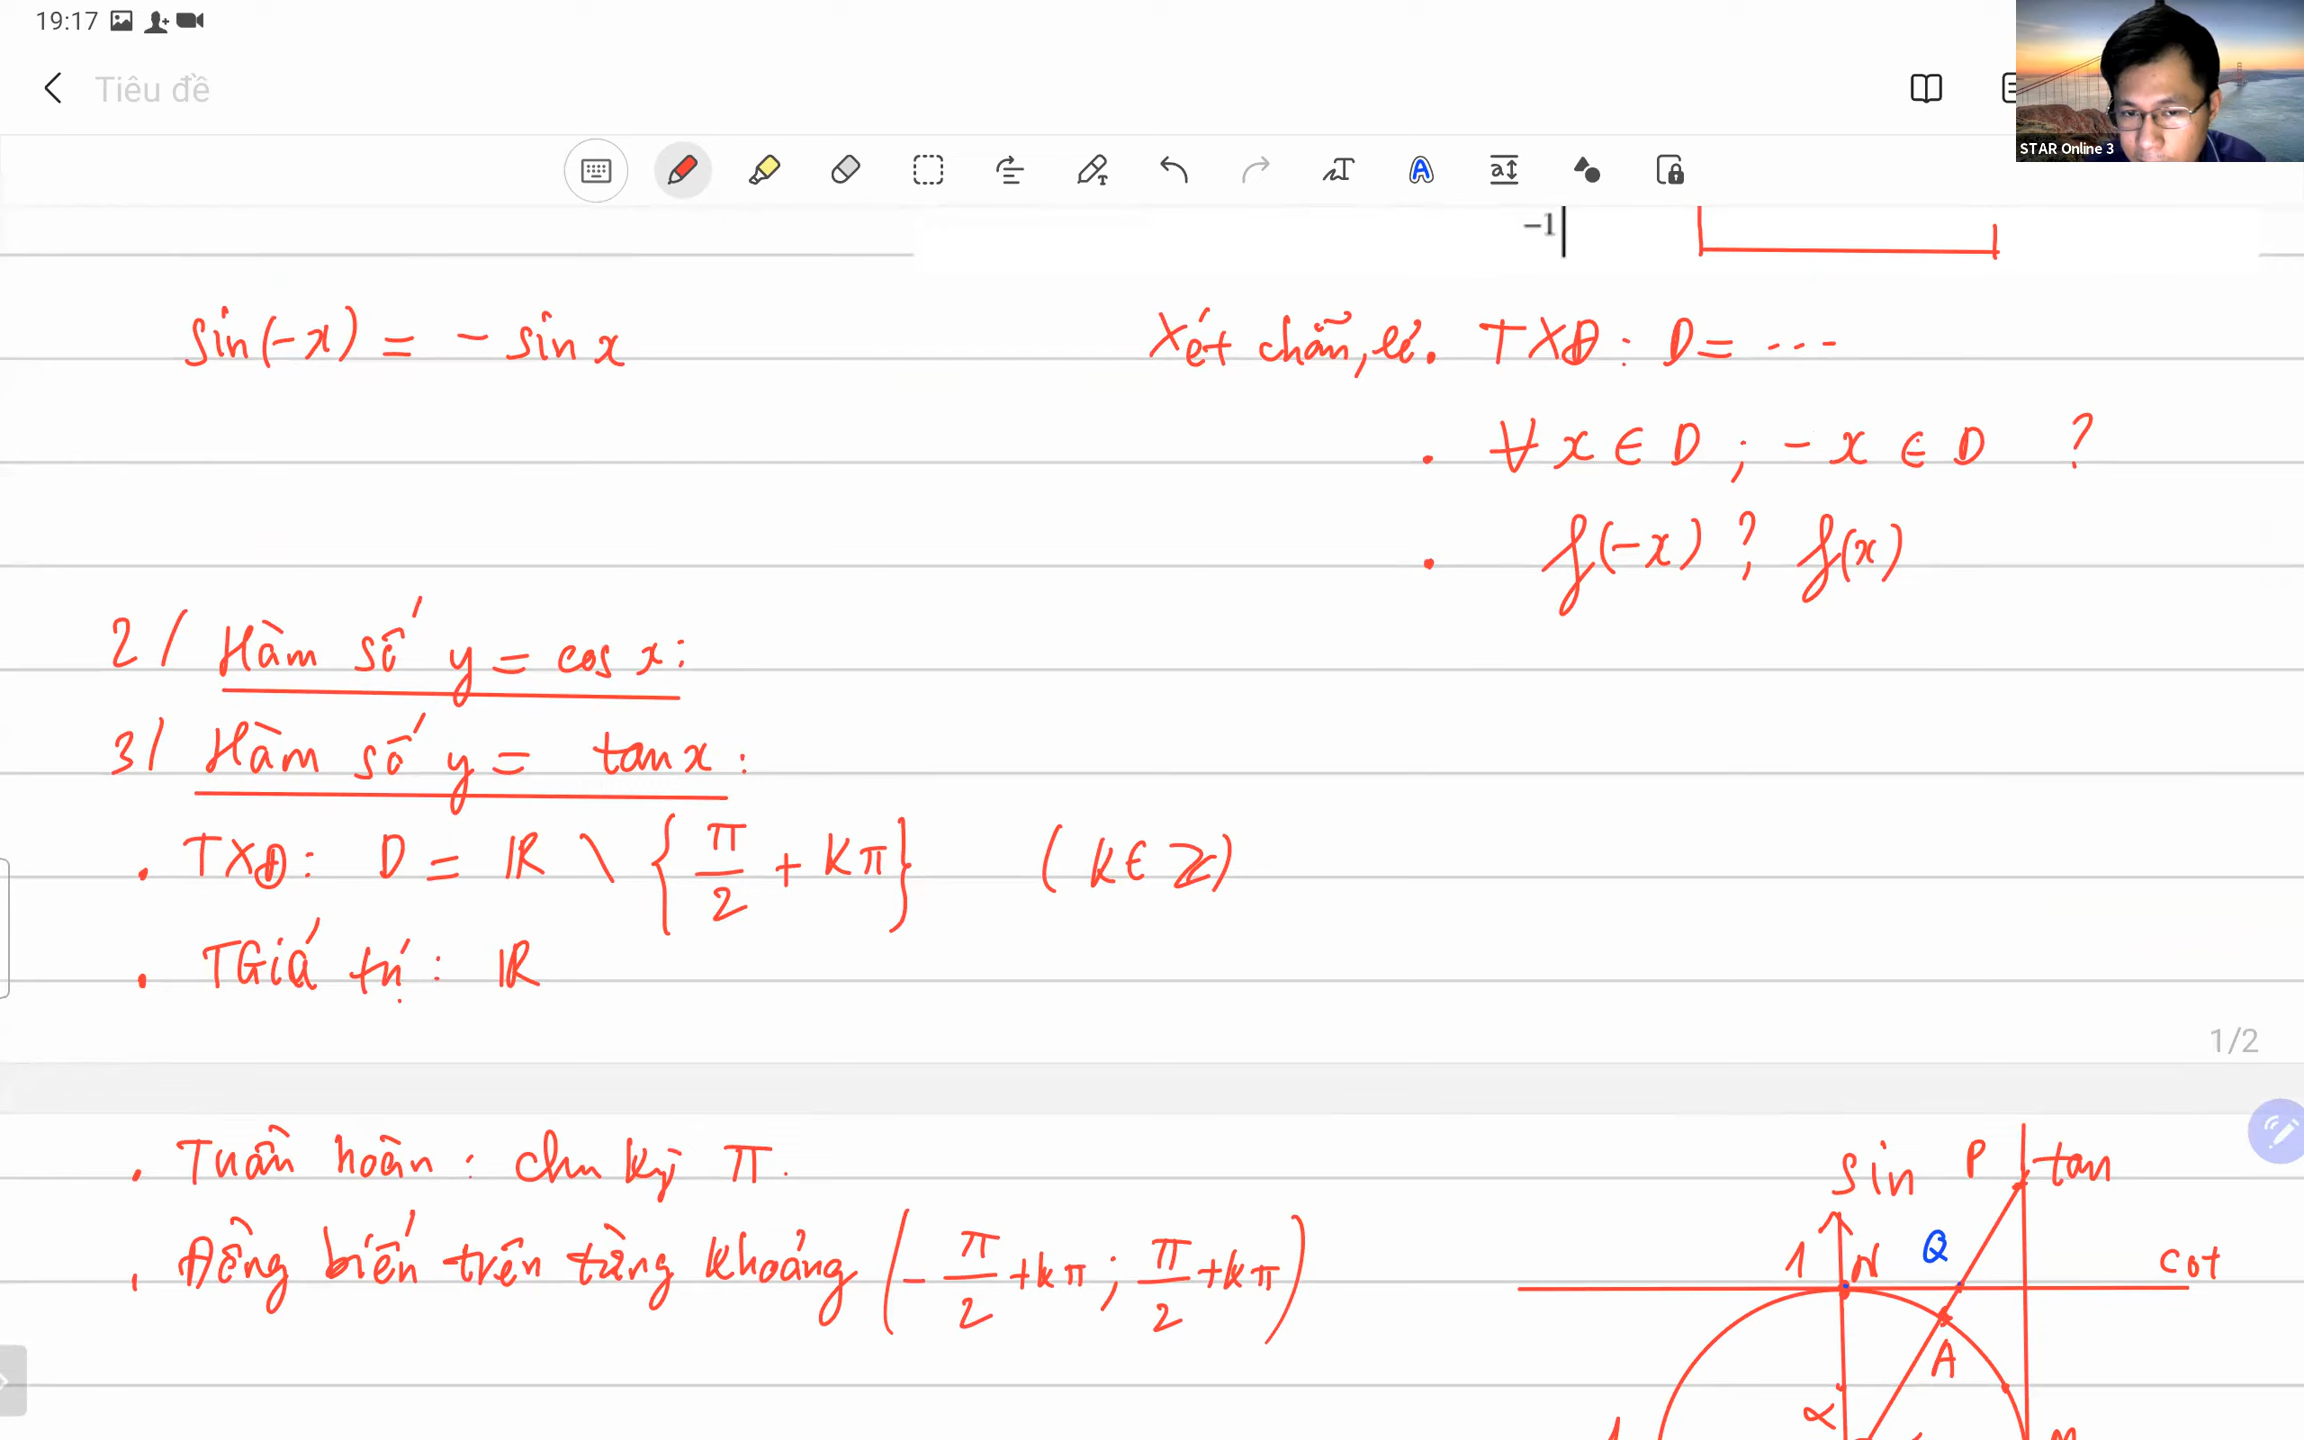 19:17
Tiêu đề
STAR Online 3
-1
sin(-x) = - sin x
Xét chẵn, lẻ. TXĐ: D = ...
. ∀ x ∈ D ; - x ∈ D ?
. f(-x) ? f(x)
2/ Hàm số y = cos x:
3/ Hàm số y = tan x:
. TXĐ: D = ℝ \ { π/2 + kπ } (k ∈ ℤ)
. TGiá trị: ℝ
1/2
. Tuần hoàn: chu kỳ π.
. Đồng biến trên từng khoảng ( - π/2 + kπ ; π/2 + kπ )
sin P tan
1 N Q cot
A
α